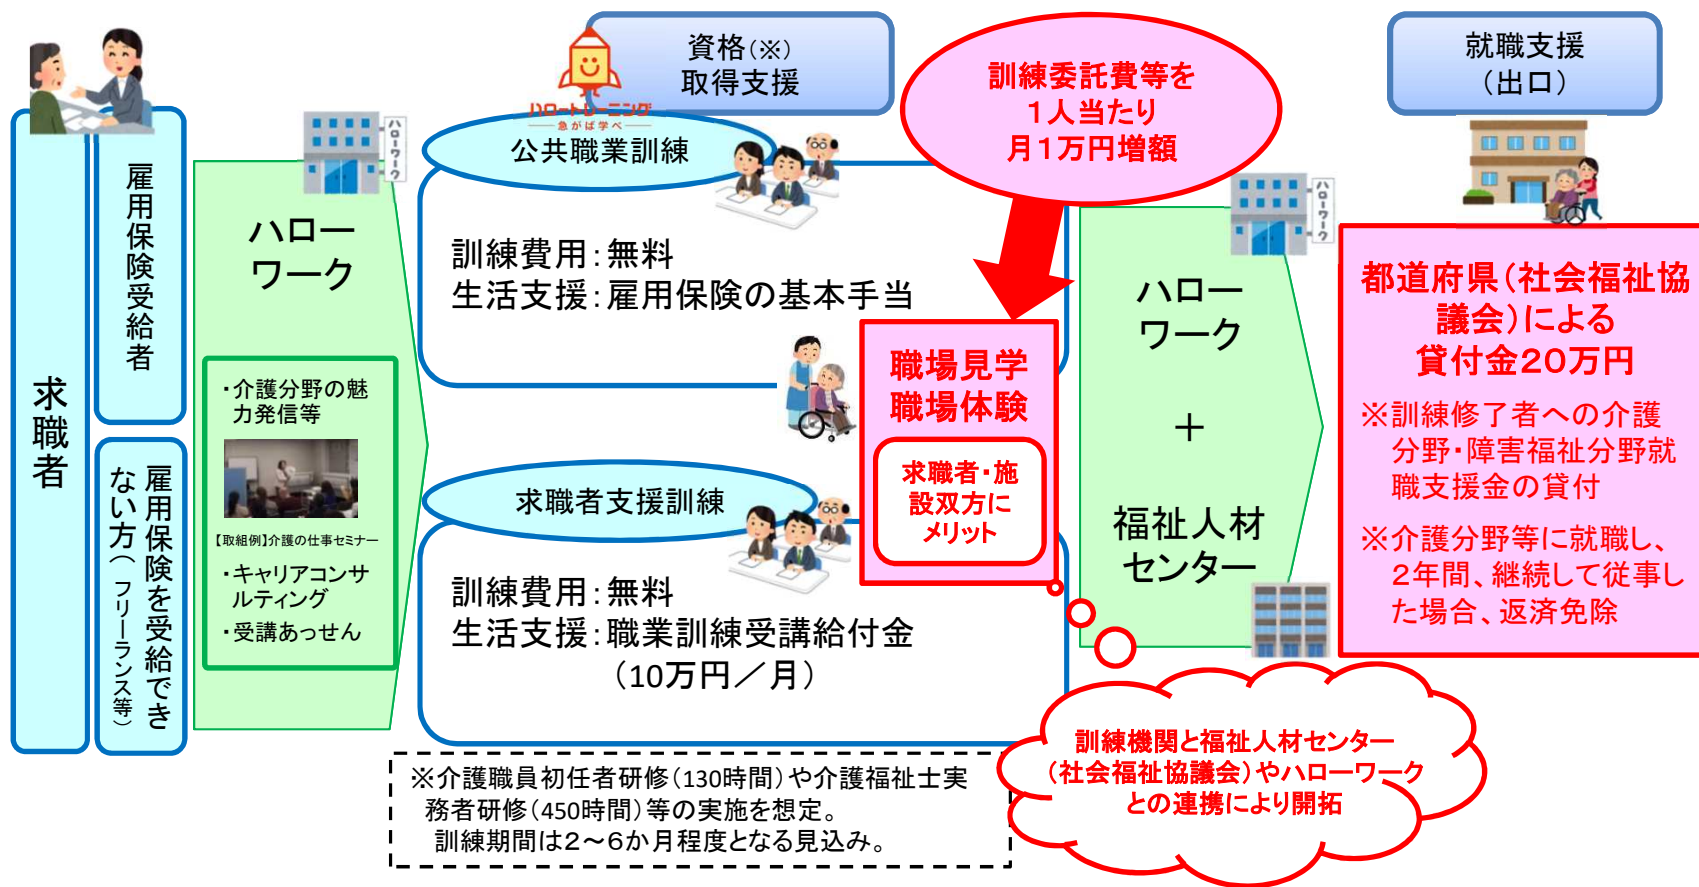 求職者
雇用保険受給者
雇用保険を受給でき
ない方(フリーランス等)
ハロー
ワーク
ハローワーク
・介護分野の魅
力発信等
【取組例】介護の仕事セミナー
・キャリアコンサ
ルティング
・受講あっせん
資格(※)
取得支援
ハロートレーニング
急がば学べ
公共職業訓練
訓練費用：無料
生活支援：雇用保険の基本手当
求職者支援訓練
訓練費用：無料
生活支援：職業訓練受講給付金
(10万円／月)
※介護職員初任者研修(130時間)や介護福祉士実
務者研修(450時間)等の実施を想定。
訓練期間は２～６か月程度となる見込み。
訓練委託費等を
１人当たり
月１万円増額
職場見学
職場体験
求職者・施
設双方に
メリット
訓練機関と福祉人材センター
(社会福祉協議会)やハローワーク
との連携により開拓
ハローワーク
ハロー
ワーク
＋
福祉人材
センター
就職支援
(出口)
都道府県(社会福祉協
議会)による
貸付金２０万円
※訓練修了者への介護
分野・障害福祉分野就
職支援金の貸付
※介護分野等に就職し、
２年間、継続して従事し
た場合、返済免除